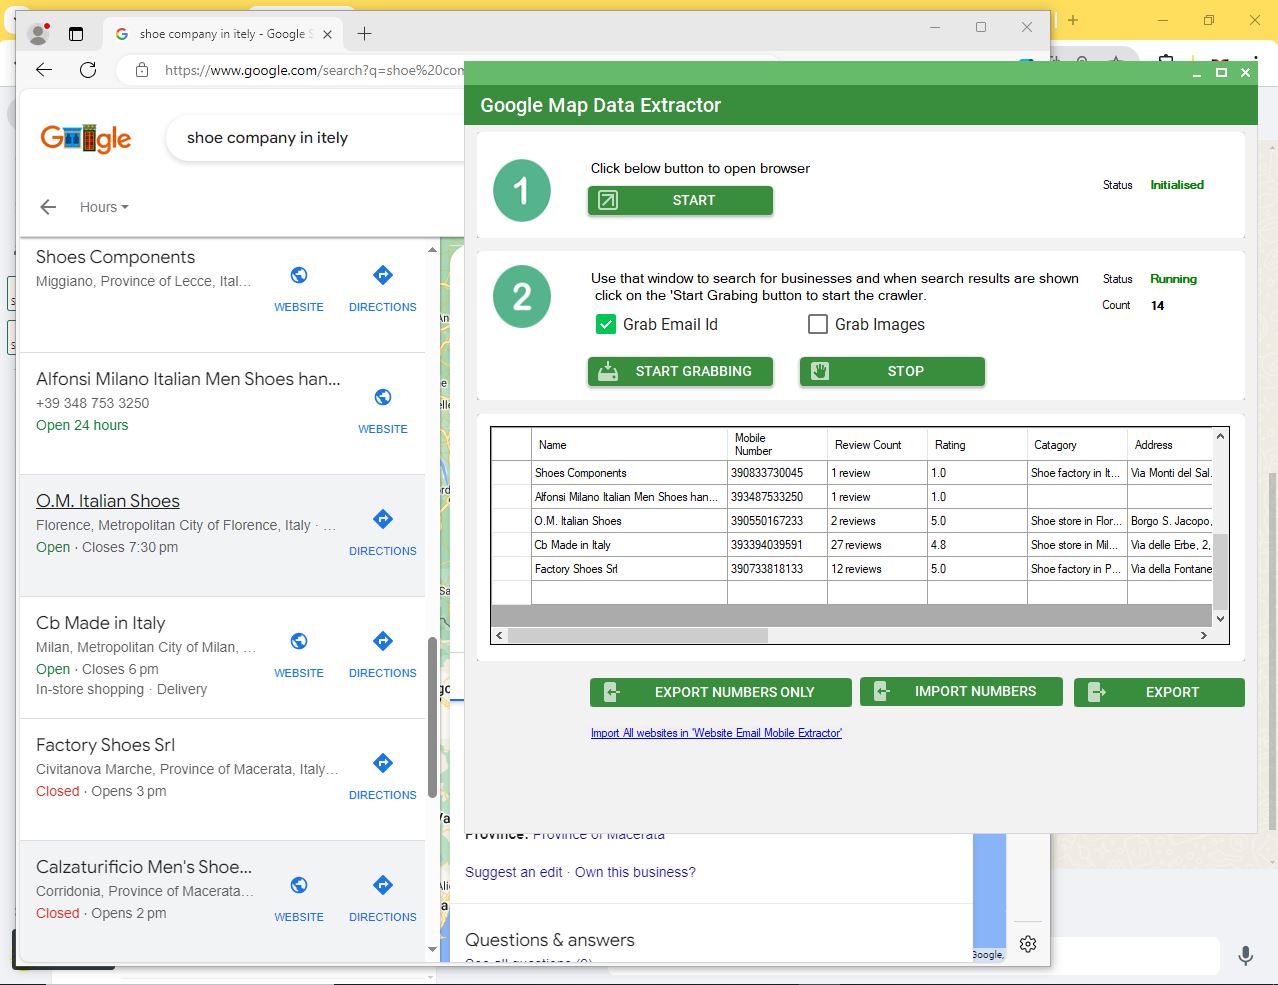 shoe company in itely - Google S
https://www.google.com/search?q=shoe%20con
Google
shoe company in itely
Hours
Shoes Components
Miggiano, Province of Lecce, Ital...
WEBSITE
DIRECTIONS
Alfonsi Milano Italian Men Shoes han...
+39 348 753 3250
Open 24 hours
WEBSITE
O.M. Italian Shoes
Florence, Metropolitan City of Florence, Italy · ...
Open · Closes 7:30 pm
DIRECTIONS
Cb Made in Italy
Milan, Metropolitan City of Milan, ...
Open · Closes 6 pm
In-store shopping · Delivery
WEBSITE
DIRECTIONS
Factory Shoes Srl
Civitanova Marche, Province of Macerata, Italy...
Closed · Opens 3 pm
DIRECTIONS
Calzaturificio Men's Shoe...
Corridonia, Province of Macerata...
Closed · Opens 2 pm
WEBSITE
DIRECTIONS
Google Map Data Extractor
1
Click below button to open browser
START
Status Initialised
2
Use that window to search for businesses and when search results are shown
click on the 'Start Grabing button to start the crawler.
Status Running
Count 14
Grab Email Id
Grab Images
START GRABBING
STOP
Name Mobile Number Review Count Rating Catagory Address
Shoes Components 390833730045 1 review 1.0 Shoe factory in It... Via Monti del Sal
Alfonsi Milano Italian Men Shoes han... 393487533250 1 review 1.0
O.M. Italian Shoes 390550167233 2 reviews 5.0 Shoe store in Flor... Borgo S. Jacopo,
Cb Made in Italy 393394039591 27 reviews 4.8 Shoe store in Mil... Via delle Erbe, 2,
Factory Shoes Srl 390733818133 12 reviews 5.0 Shoe factory in P... Via della Fontane
EXPORT NUMBERS ONLY
IMPORT NUMBERS
EXPORT
Import All websites in 'Website Email Mobile Extractor'
Province: Province of Macerata
Suggest an edit · Own this business?
Questions & answers
See all questions (9)
Google,